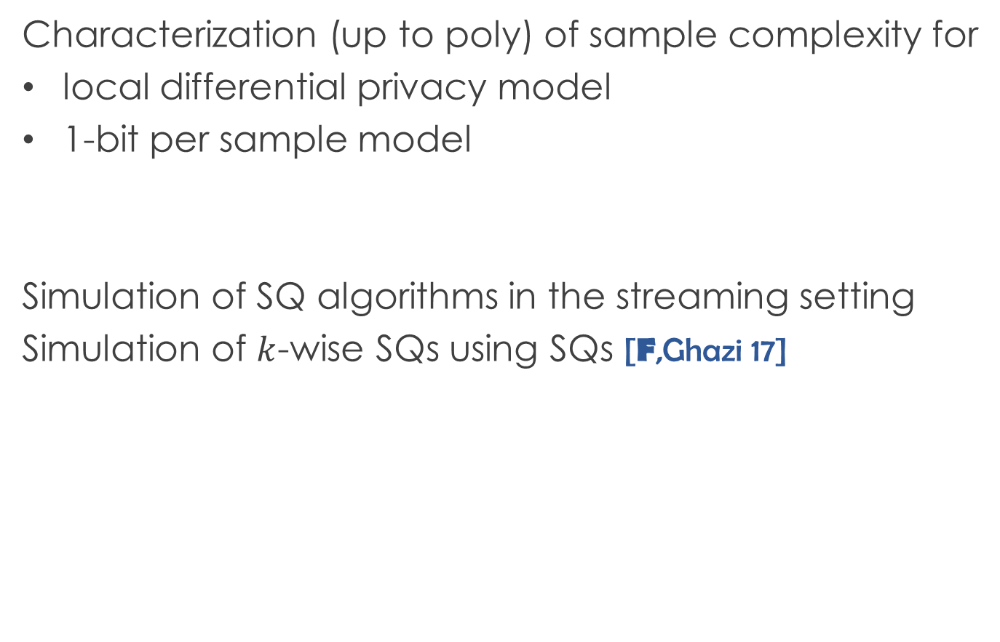 Characterization (up to poly) of sample complexity for
• local differential privacy model
• 1-bit per sample model
Simulation of SQ algorithms in the streaming setting
Simulation of k-wise SQs using SQs [F,Ghazi 17]